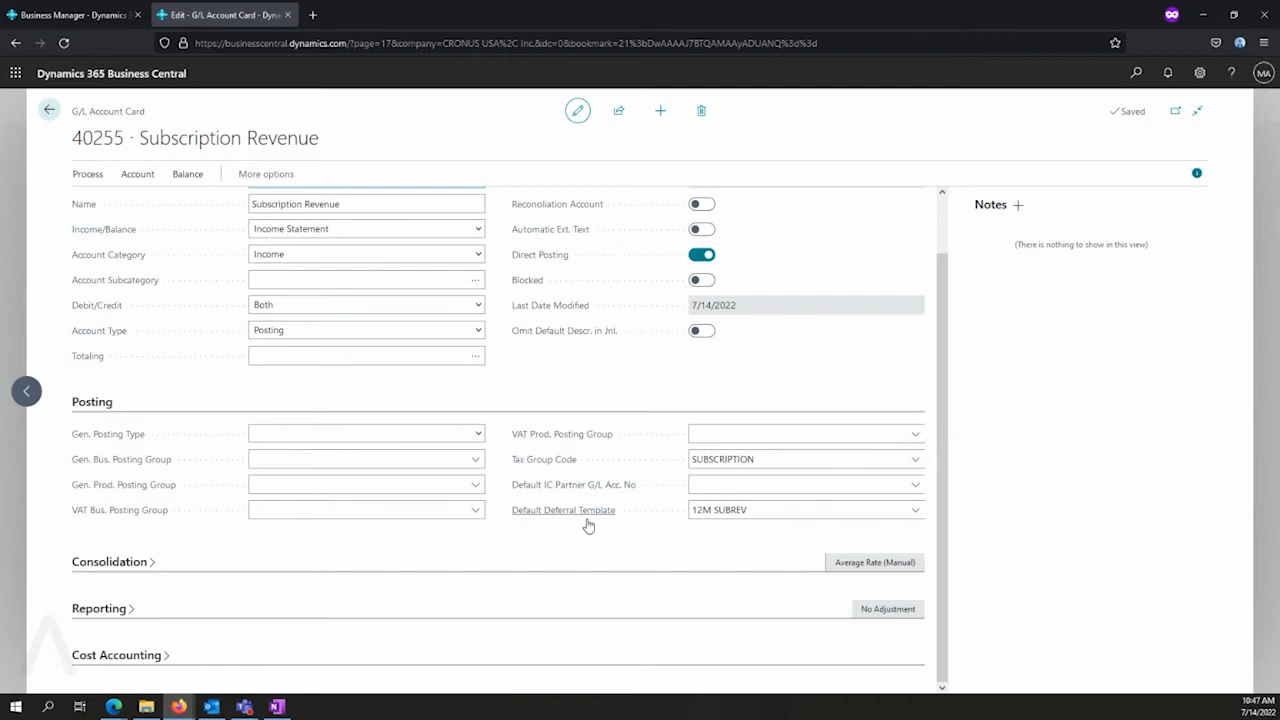 Business Manager - Dynamics 3
Edit - G/L Account Card - Dyna
https://businesscentral.dynamics.com/?page=17&company=CRONUS USA%2C Inc.&dc=0&bookmark=21%3bDwAAAAJ7BTQAMAAyADUANQ%3d%3d
Dynamics 365 Business Central
MA
G/L Account Card
Saved
40255 · Subscription Revenue
Process Account Balance More options
Name Subscription Revenue Reconciliation Account
Notes
Income/Balance Income Statement Automatic Ext. Text
(There is nothing to show in this view)
Account Category Income Direct Posting
Account Subcategory ... Blocked
Debit/Credit Both Last Date Modified 7/14/2022
Account Type Posting Omit Default Descr. in Jnl.
Totaling ...
Posting
Gen. Posting Type VAT Prod. Posting Group
Gen. Bus. Posting Group Tax Group Code SUBSCRIPTION
Gen. Prod. Posting Group Default IC Partner G/L Acc. No
VAT Bus. Posting Group Default Deferral Template 12M SUBREV
Consolidation Average Rate (Manual)
Reporting No Adjustment
Cost Accounting
10:47 AM
7/14/2022